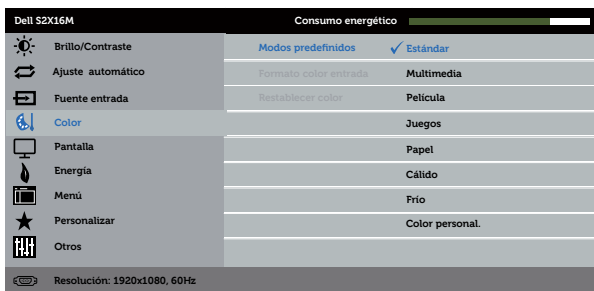 Dell S2X16M Consumo energético
Brillo/Contraste Modos predefinidos Estándar
Ajuste automático Formato color entrada Multimedia
Fuente entrada Restablecer color Película
Color Juegos
Pantalla Papel
Energía Cálido
Menú Frío
Personalizar Color personal.
Otros
Resolución: 1920x1080, 60Hz